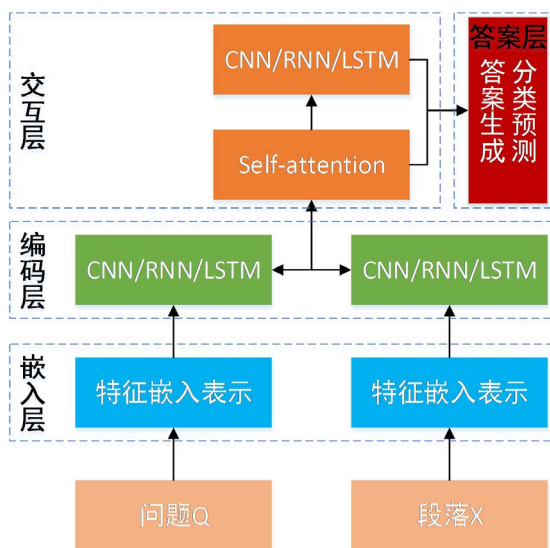 答案层
CNN/RNN/LSTM
交互层
答案生成
分类预测
Self-attention
编码层
CNN/RNN/LSTM
CNN/RNN/LSTM
嵌入层
特征嵌入表示
特征嵌入表示
问题Q
段落X